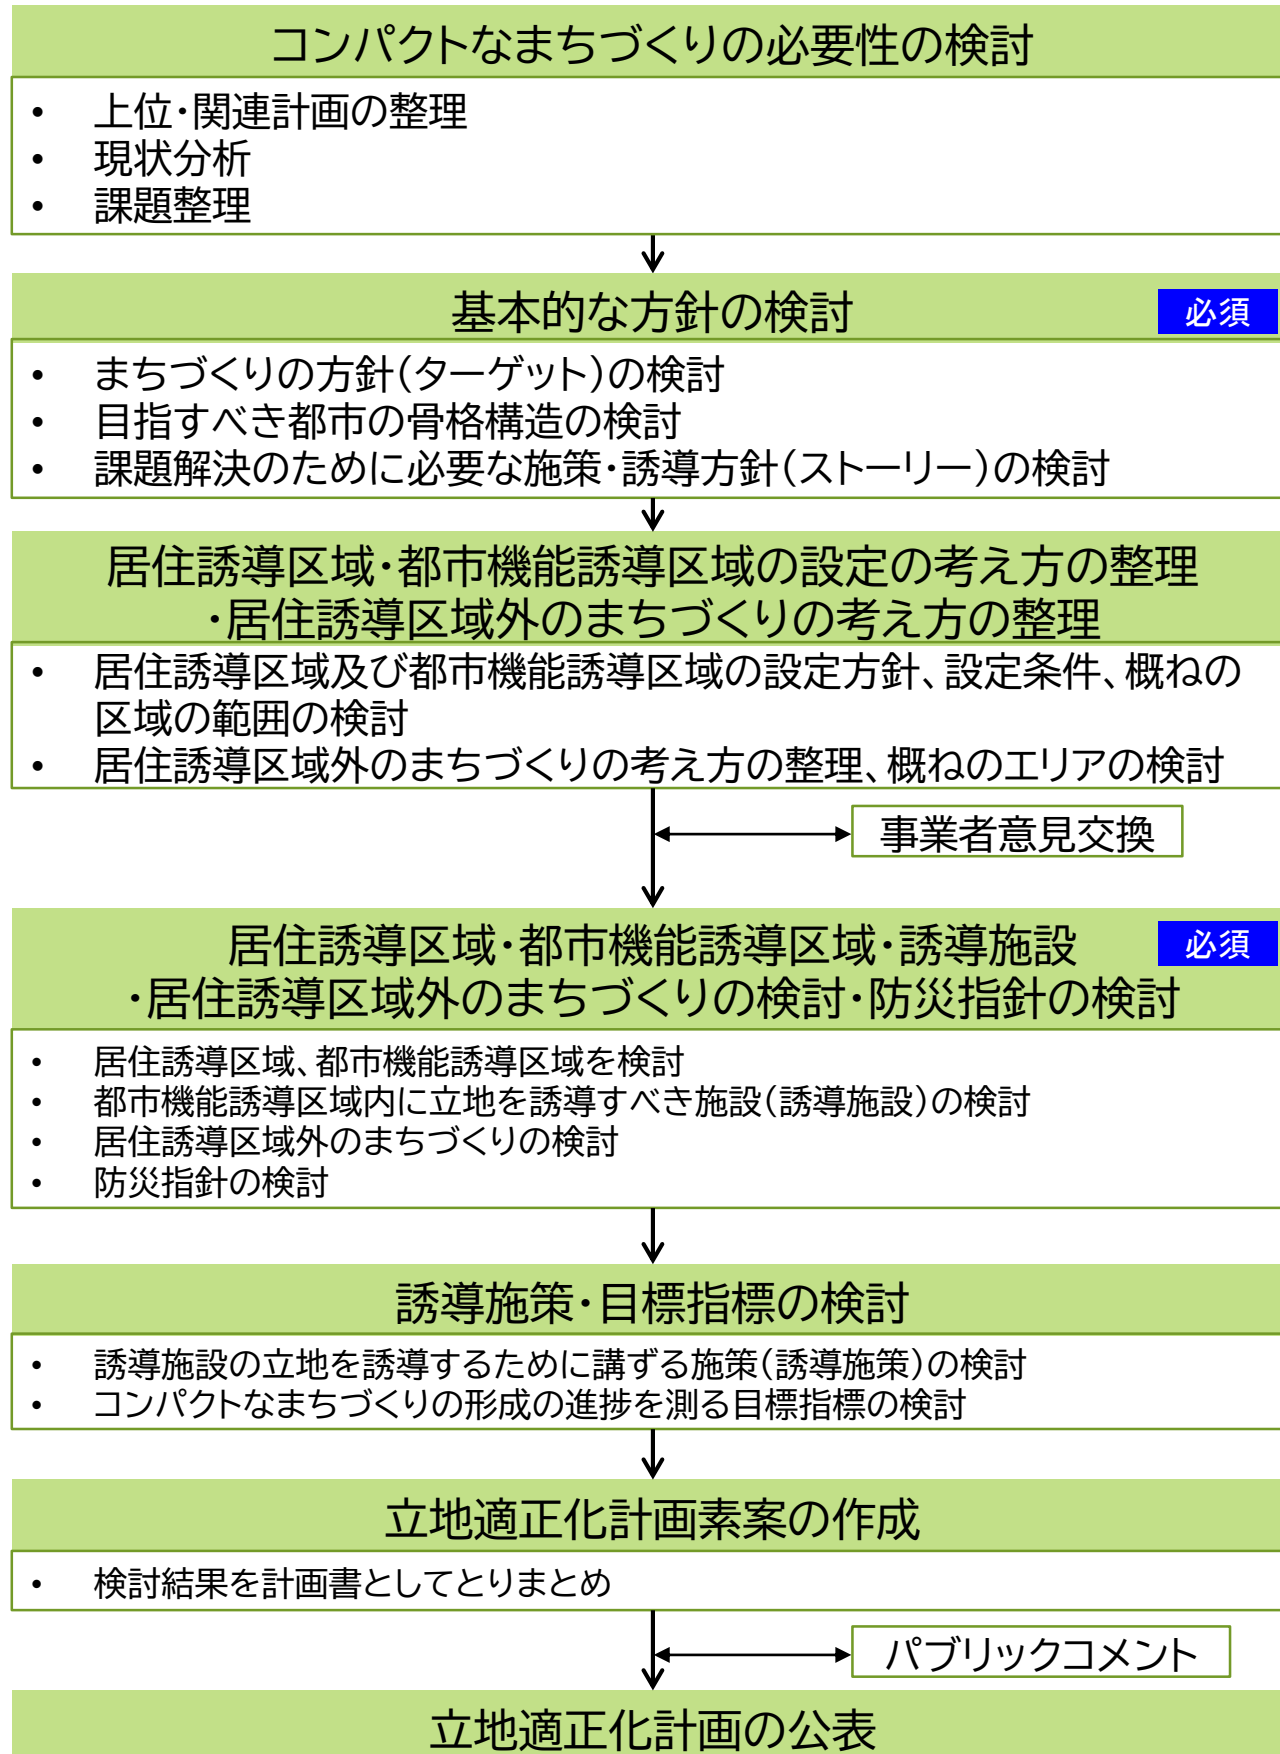 コンパクトなまちづくりの必要性の検討
• 上位・関連計画の整理
• 現状分析
• 課題整理
基本的な方針の検討
必須
• まちづくりの方針(ターゲット)の検討
• 目指すべき都市の骨格構造の検討
• 課題解決のために必要な施策・誘導方針(ストーリー)の検討
居住誘導区域・都市機能誘導区域の設定の考え方の整理
・居住誘導区域外のまちづくりの考え方の整理
• 居住誘導区域及び都市機能誘導区域の設定方針、設定条件、概ねの
区域の範囲の検討
• 居住誘導区域外のまちづくりの考え方の整理、概ねのエリアの検討
事業者意見交換
居住誘導区域・都市機能誘導区域・誘導施設
必須
・居住誘導区域外のまちづくりの検討・防災指針の検討
• 居住誘導区域、都市機能誘導区域を検討
• 都市機能誘導区域内に立地を誘導すべき施設(誘導施設)の検討
• 居住誘導区域外のまちづくりの検討
• 防災指針の検討
誘導施策・目標指標の検討
• 誘導施設の立地を誘導するために講ずる施策(誘導施策)の検討
• コンパクトなまちづくりの形成の進捗を測る目標指標の検討
立地適正化計画素案の作成
• 検討結果を計画書としてとりまとめ
パブリックコメント
立地適正化計画の公表